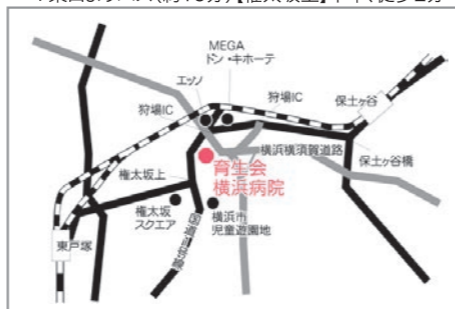 MEGA
ドン・キホーテ
エッソ
狩場IC
狩場IC
保土ヶ谷
横浜横須賀道路
保土ヶ谷橋
育生会
横浜病院
権太坂上
権太坂
スクエア
横浜市
児童遊園地
国道1号線
東戸塚